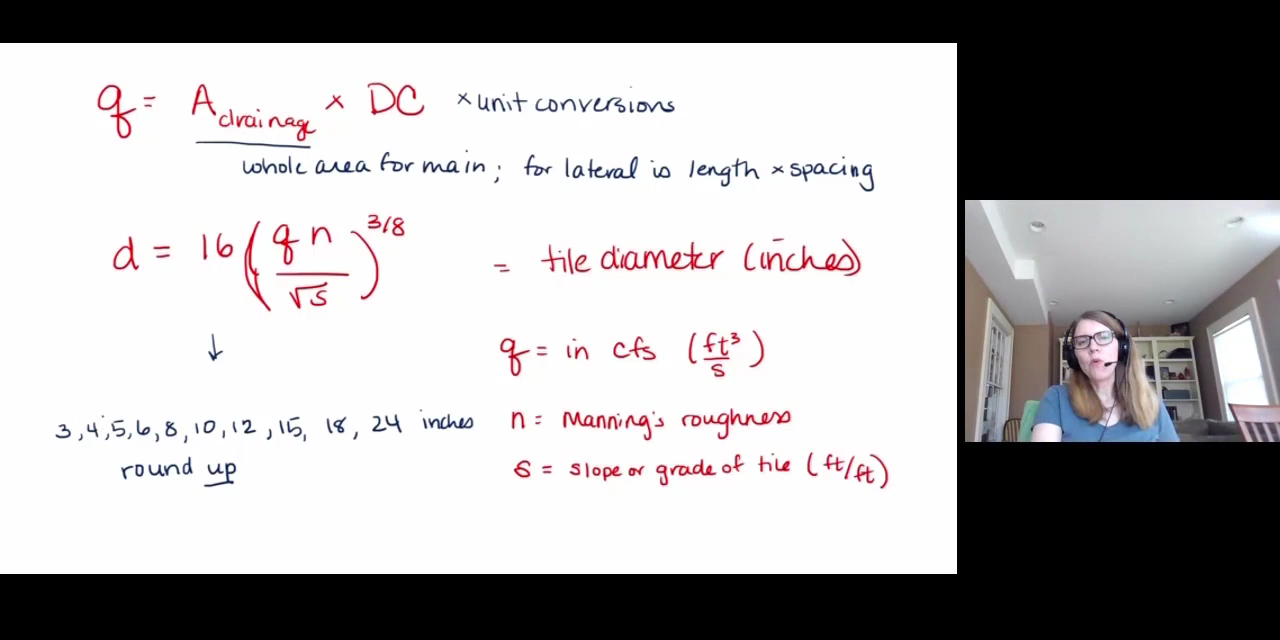 q = A drainage × DC × unit conversions
whole area for main; for lateral is length × spacing
d = 16 (q n / √s)^3/8 = tile diameter (inches)
↓
q = in cfs (ft³/s)
3, 4, 5, 6, 8, 10, 12, 15, 18, 24 inches
n = Manning's roughness
round up
s = slope or grade of tile (ft/ft)